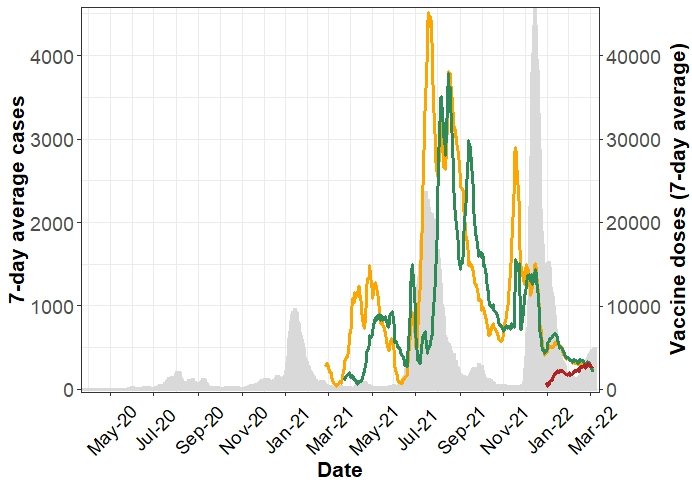 7-day average cases
4000
3000
2000
1000
0
40000
30000
20000
10000
0
Vaccine doses (7-day average)
May-20
Jul-20
Sep-20
Nov-20
Jan-21
Mar-21
May-21
Jul-21
Sep-21
Nov-21
Jan-22
Mar-22
Date